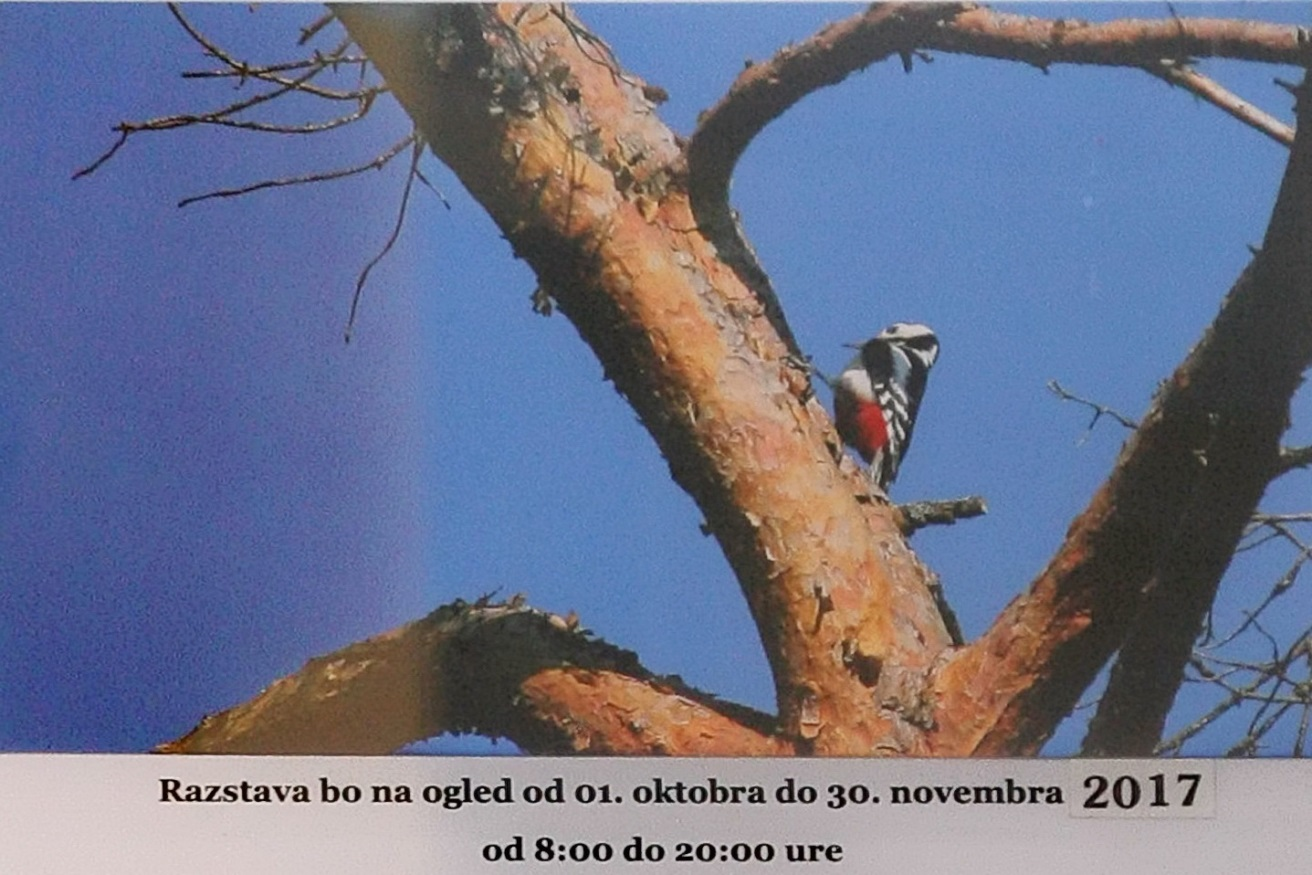 Razstava bo na ogled od 01. oktobra do 30. novembra 2017
od 8:00 do 20:00 ure